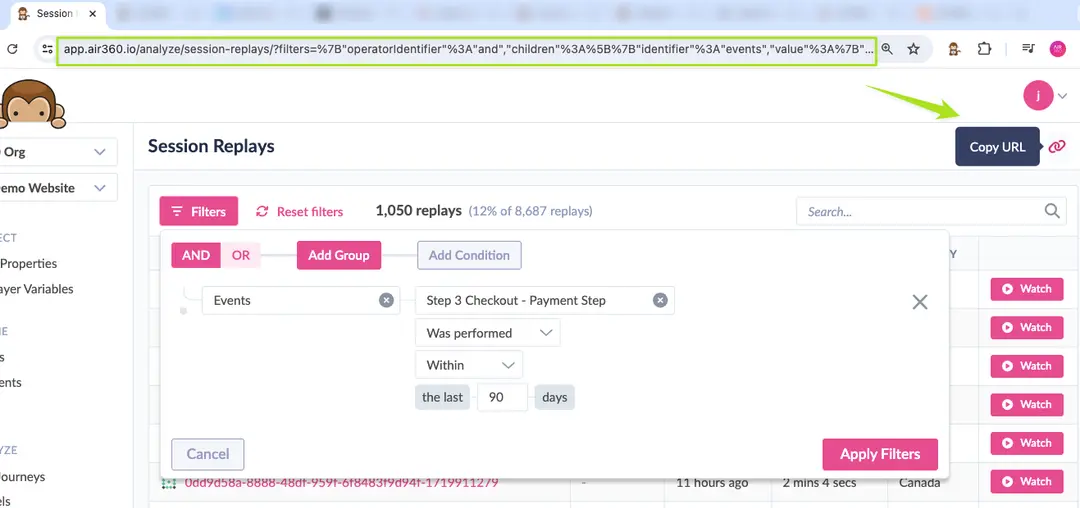 Session
app.air360.io/analyze/session-replays/?filters=%7B"operatorIdentifier"%3A"and","children"%3A%5B%7B"identifier"%3A"events","value"%3A%7B"...
j
Org
Session Replays
Copy URL
emo Website
Filters
Reset filters
1,050 replays (12% of 8,687 replays)
Search...
ECT
AND
OR
Add Group
Add Condition
Y
Properties
ayer Variables
Watch
Events
Step 3 Checkout - Payment Step
Was performed
Watch
NE
s
Within
Watch
ents
the last
90
days
Watch
Watch
YZE
Cancel
Apply Filters
ourneys
0dd9d58a-8888-48df-959f-6f8483f9d94f-1719911279
-
11 hours ago
2 mins 4 secs
Canada
Watch
els